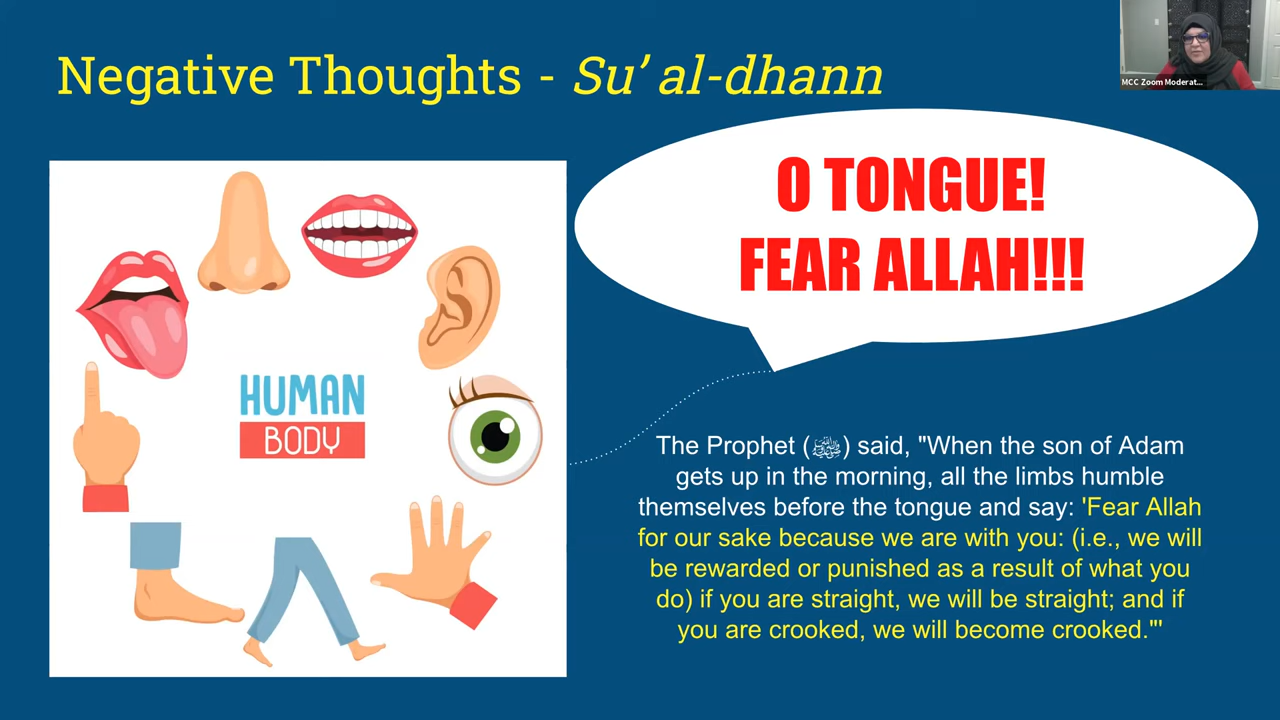 Negative Thoughts - Su’ al-dhann
MCC Zoom Moderat...
O TONGUE!
FEAR ALLAH!!!
HUMAN
BODY
The Prophet (ﷺ) said, "When the son of Adam
gets up in the morning, all the limbs humble
themselves before the tongue and say: 'Fear Allah
for our sake because we are with you: (i.e., we will
be rewarded or punished as a result of what you
do) if you are straight, we will be straight; and if
you are crooked, we will become crooked."'